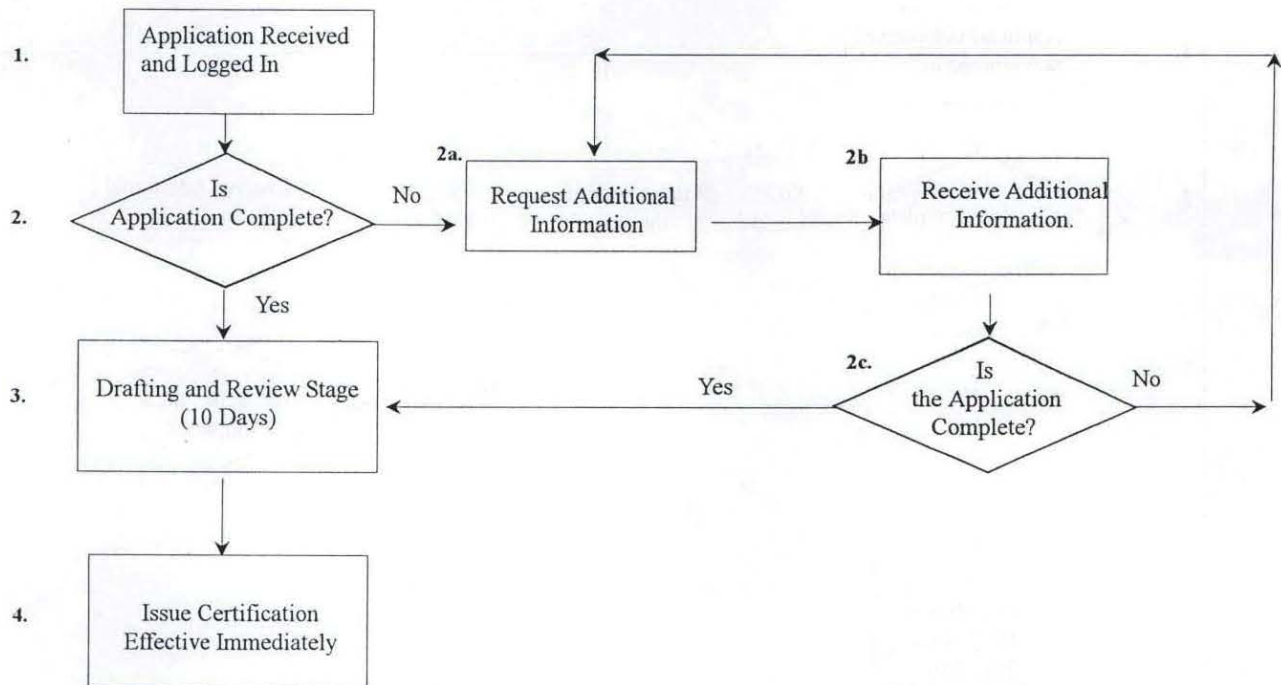 1.
Application Received
and Logged In
2.
Is
Application Complete?
No
2a.
Request Additional
Information
2b
Receive Additional
Information.
Yes
2c.
Is
the Application
Complete?
No
Yes
3.
Drafting and Review Stage
(10 Days)
4.
Issue Certification
Effective Immediately